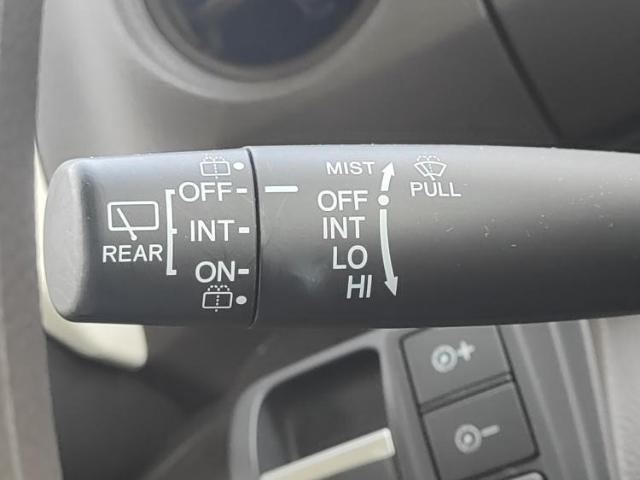 REAR
OFF
INT
ON
MIST
OFF
INT
LO
HI
PULL
+
-